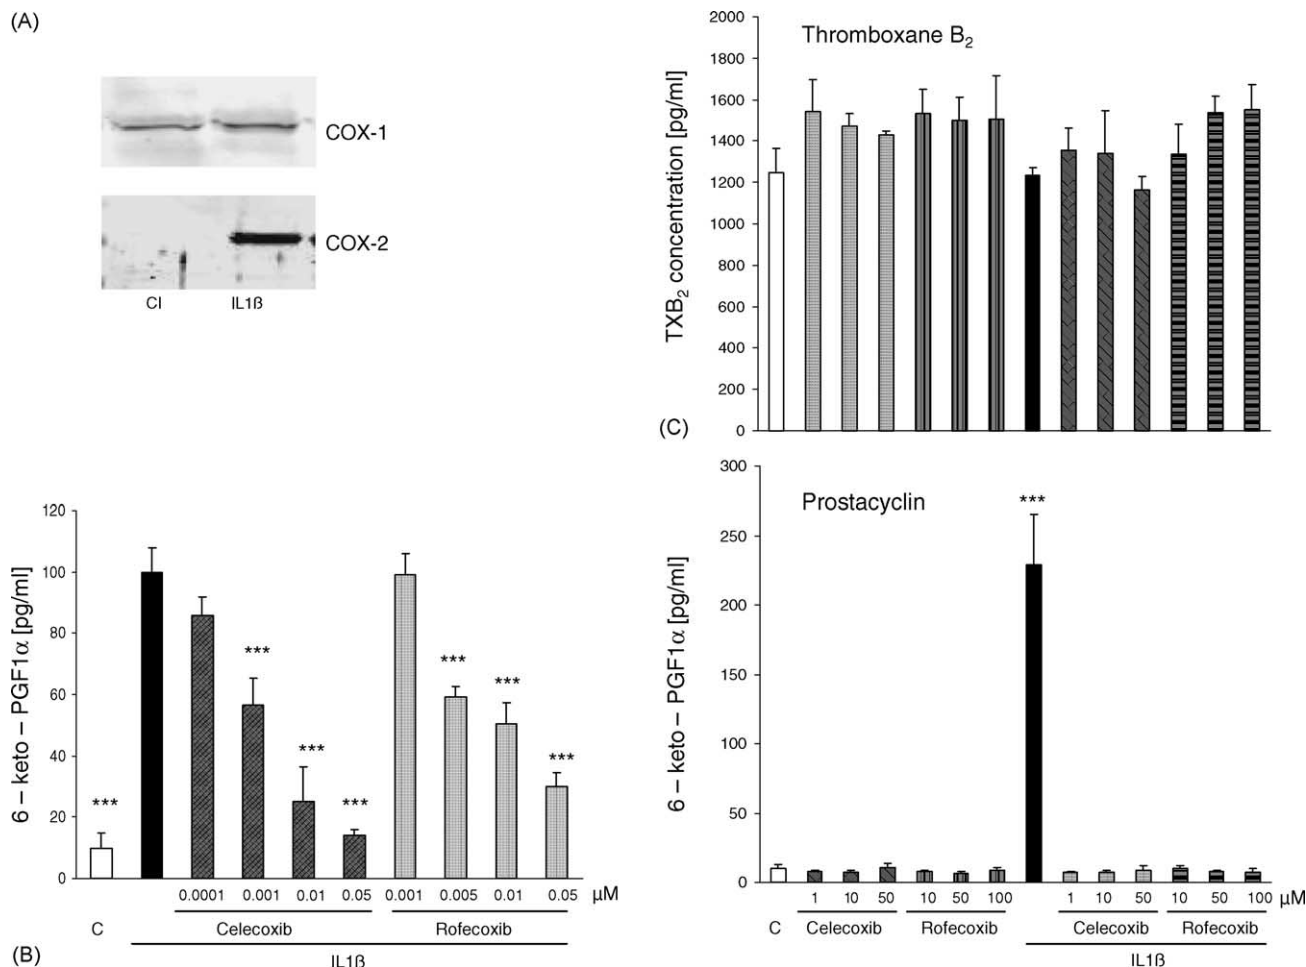 (A)
COX-1
COX-2
CI IL1ß
6 – keto – PGF1α [pg/ml]
120
100
80
60
40
20
0
***
***
***
***
***
***
***
0.0001 0.001 0.01 0.05 0.001 0.005 0.01 0.05 µM
C Celecoxib Rofecoxib
IL1ß
(B)
Thromboxane B2
TXB2 concentration [pg/ml]
2000
1800
1600
1400
1200
1000
800
600
400
200
0
(C)
Prostacyclin
6 – keto – PGF1α [pg/ml]
300
250
200
150
100
50
0
***
1 10 50 10 50 100 1 10 50 10 50 100 µM
C Celecoxib Rofecoxib Celecoxib Rofecoxib
IL1ß